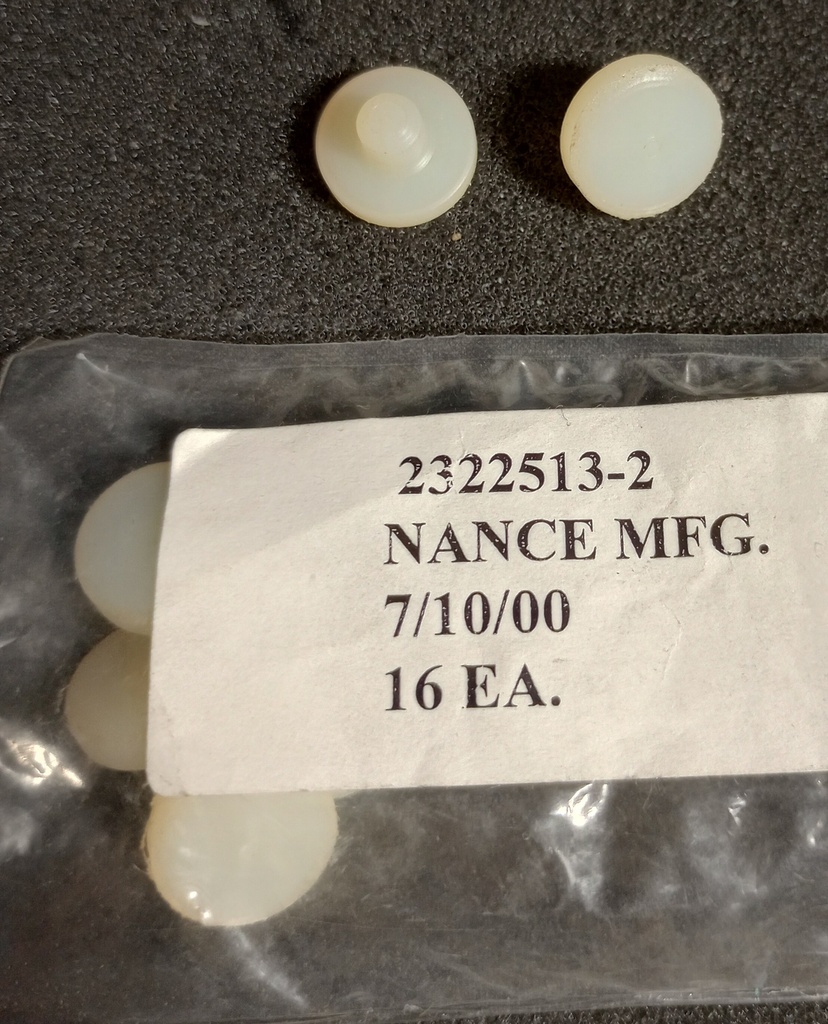 2322513-2
NANCE MFG.
7/10/00
16 EA.